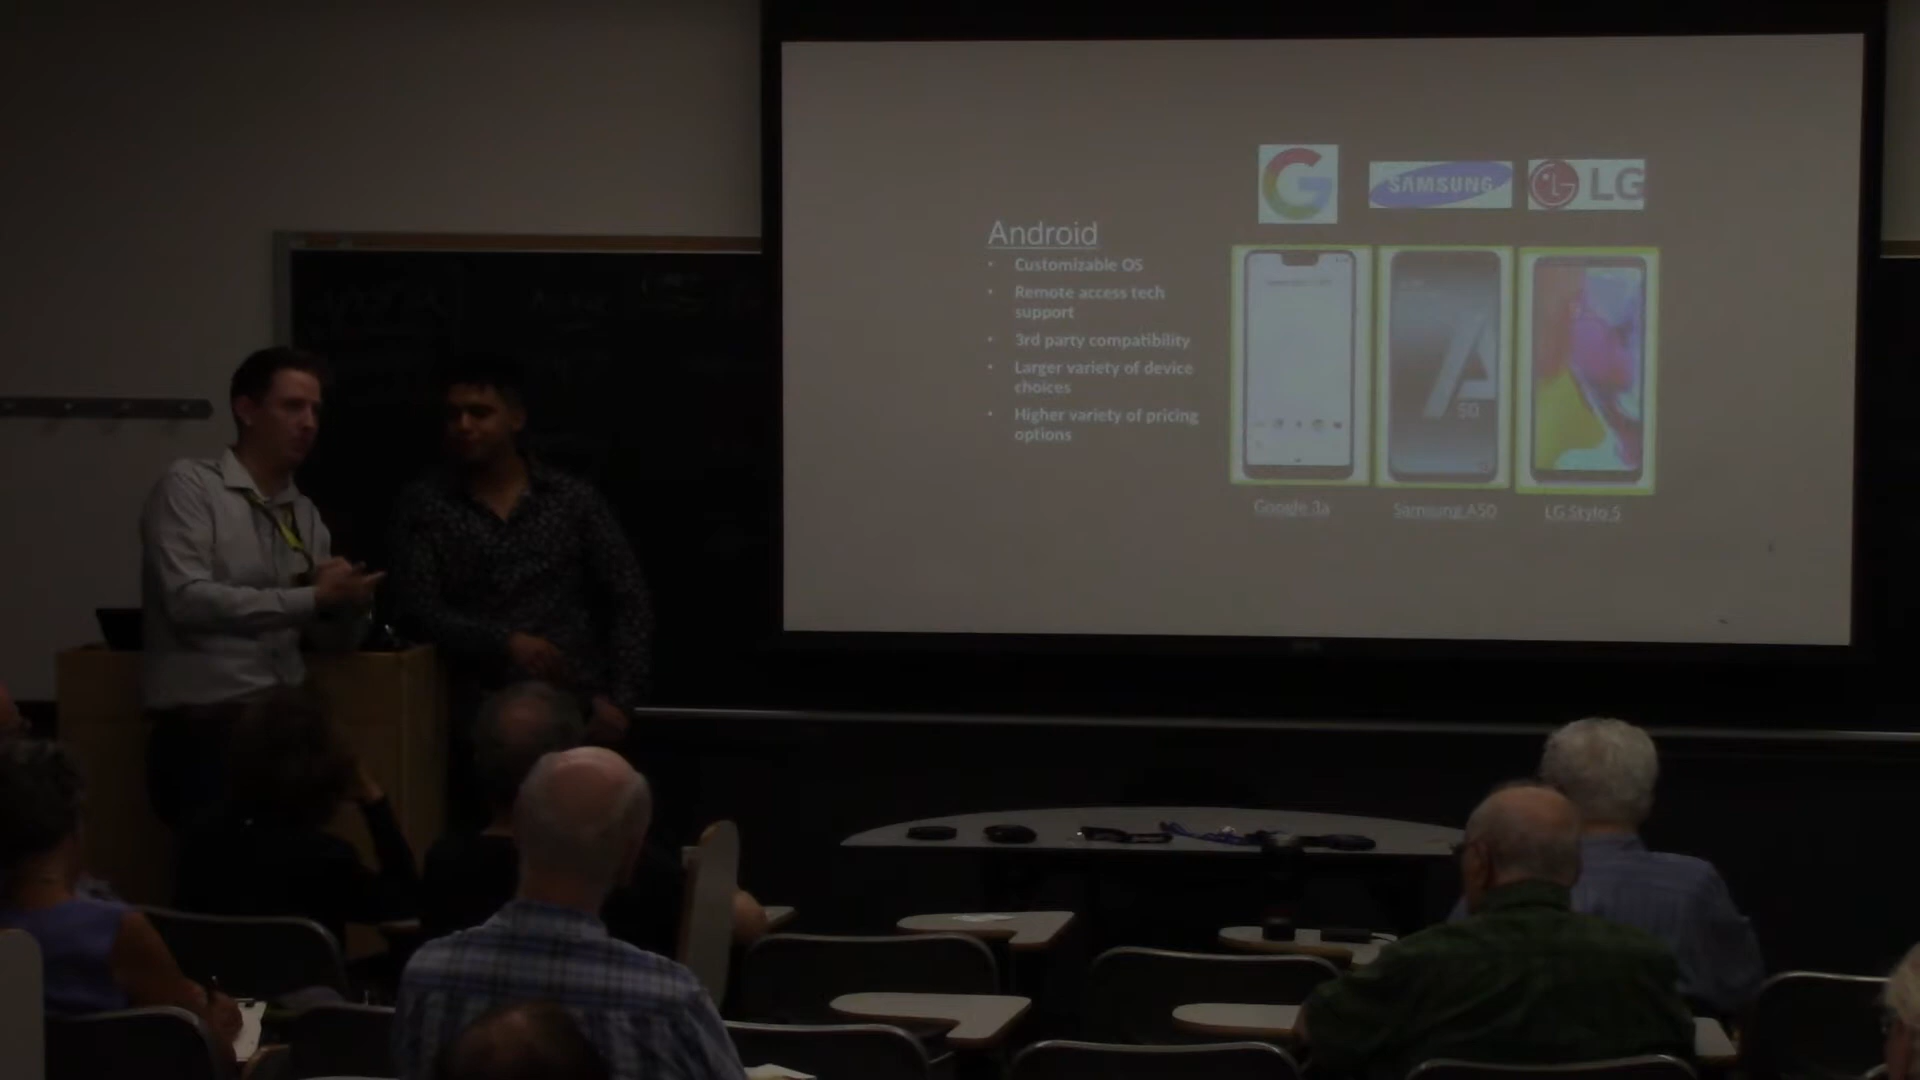 G
SAMSUNG
LG
Android
• Customizable OS
• Remote access tech
support
• 3rd party compatibility
• Larger variety of device
choices
• Higher variety of pricing
options
A
50
Google 3a
Samsung A50
LG Stylo 5